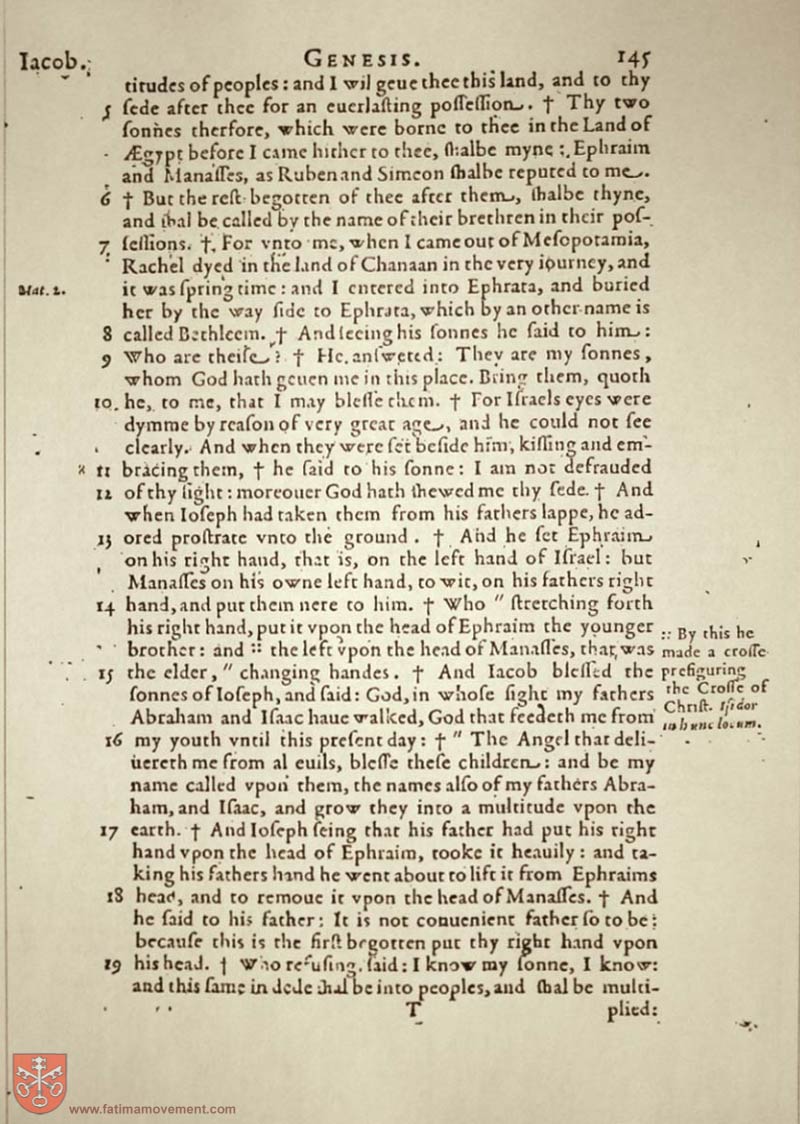 Iacob.
GENESIS.
145
titudes of peoples: and I wil geue thee this land, and to thy
5 sede after thee for an euerlaſting poſſeſſion. † Thy two
ſonnes therfore, which were borne to thee in the Land of
Ægypt before I came hither to thee, ſhalbe myne: Ephraim
and Manaſſes, as Ruben and Simeon ſhalbe reputed to me.
6 † But the reſt begotten of thee after them, ſhalbe thyne,
and ſhal be called by the name of their brethren in their poſ-
7 ſeſſions. † For vnto me, when I came out of Meſopotamia,
Rachel dyed in the land of Chanaan in the very iourney, and
Mat. 2.
it was ſpring time: and I entered into Ephrata, and buried
her by the way ſide to Ephrata, which by an other name is
8 called Bethleem. † And ſeeing his ſonnes he ſaid to him:
9 Who are theiſe? † He anſwered: They are my ſonnes,
whom God hath geuen me in this place. Bring them, quoth
10. he, to me, that I may bleſſe them. † For Iſraels eyes were
dymme by reaſon of very great age, and he could not ſee
clearly. And when they were ſet beſide him, kiſſing and em-
11 bracing them, † he ſaid to his ſonne: I am not defrauded
12 of thy ſight: moreouer God hath ſhewed me thy ſede. † And
when Ioſeph had taken them from his fathers lappe, he ad-
13 ored proſtrate vnto the ground. † And he ſet Ephraim
on his right hand, that is, on the left hand of Iſrael: but
Manaſſes on his owne left hand, to wit, on his fathers right
14 hand, and put them nere to him. † Who " ſtretching forth
his right hand, put it vpon the head of Ephraim the younger
brother: and :: the left vpon the head of Manaſſes, that was
15 the elder, " changing handes. † And Iacob bleſſed the
ſonnes of Ioſeph, and ſaid: God, in whoſe ſight my fathers
Abraham and Iſaac haue walked, God that feedeth me from
:: By this he
made a croſſe
prefiguring
the Croſſe of
Chriſt. Iſidor
in hunc locum.
16 my youth vntil this preſent day: † " The Angel that deli-
uereth me from al euils, bleſſe theſe children: and be my
name called vpon them, the names alſo of my fathers Abra-
ham, and Iſaac, and grow they into a multitude vpon the
17 earth. † And Ioſeph ſeing that his father had put his right
hand vpon the head of Ephraim, tooke it heauily: and ta-
king his fathers hand he went about to lift it from Ephraims
18 head, and to remoue it vpon the head of Manaſſes. † And
he ſaid to his father: It is not conuenient father ſo to be:
becauſe this is the firſt begotten put thy right hand vpon
19 his head. † Who refuſing, ſaid: I know my ſonne, I know:
and this ſame in dede ſhal be into peoples, and ſhal be multi-
T
plied:
www.fatimamovement.com